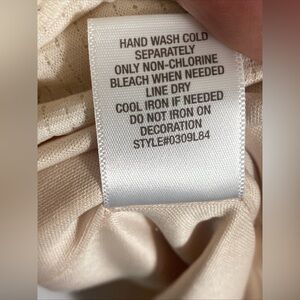 HAND WASH COLD
SEPARATELY
ONLY NON-CHLORINE
BLEACH WHEN NEEDED
LINE DRY
COOL IRON IF NEEDED
DO NOT IRON ON
DECORATION
STYLE#0309L84